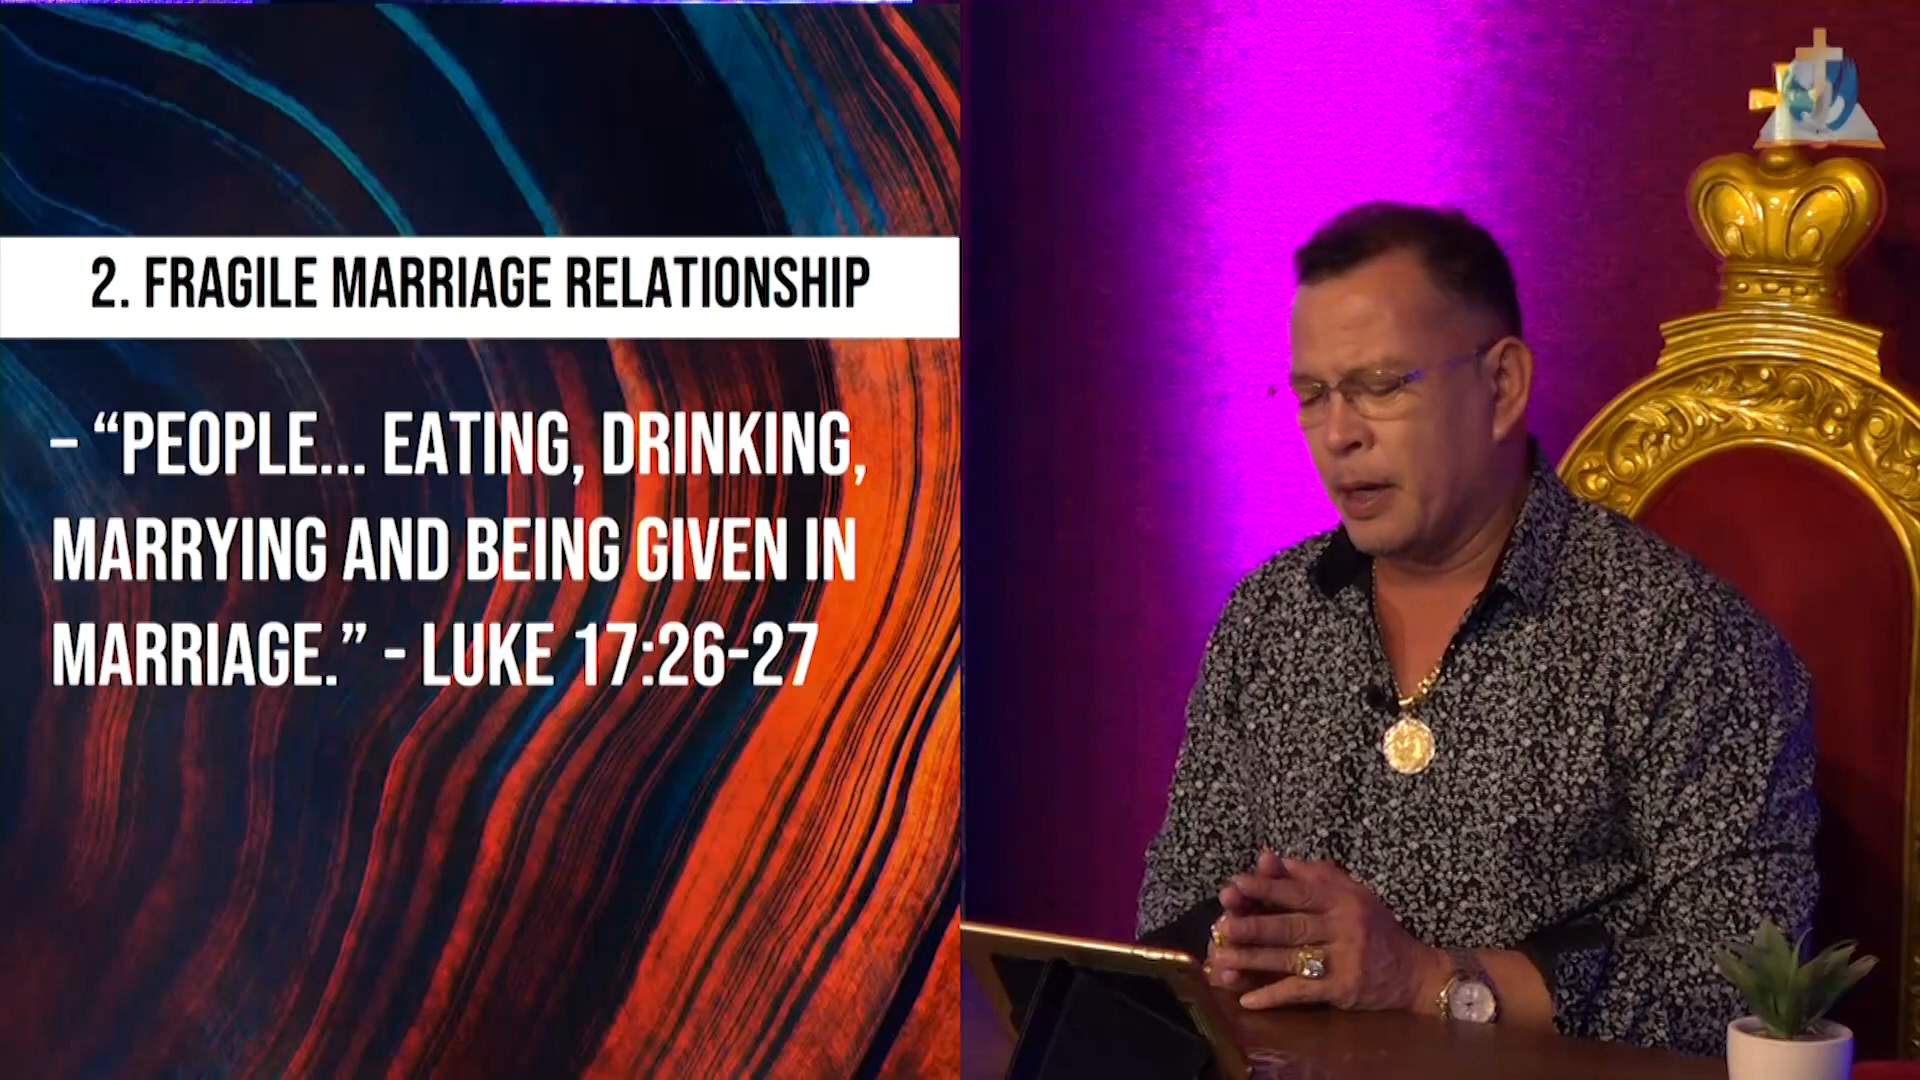 2. FRAGILE MARRIAGE RELATIONSHIP
– “PEOPLE... EATING, DRINKING,
MARRYING AND BEING GIVEN IN
MARRIAGE.” - LUKE 17:26-27